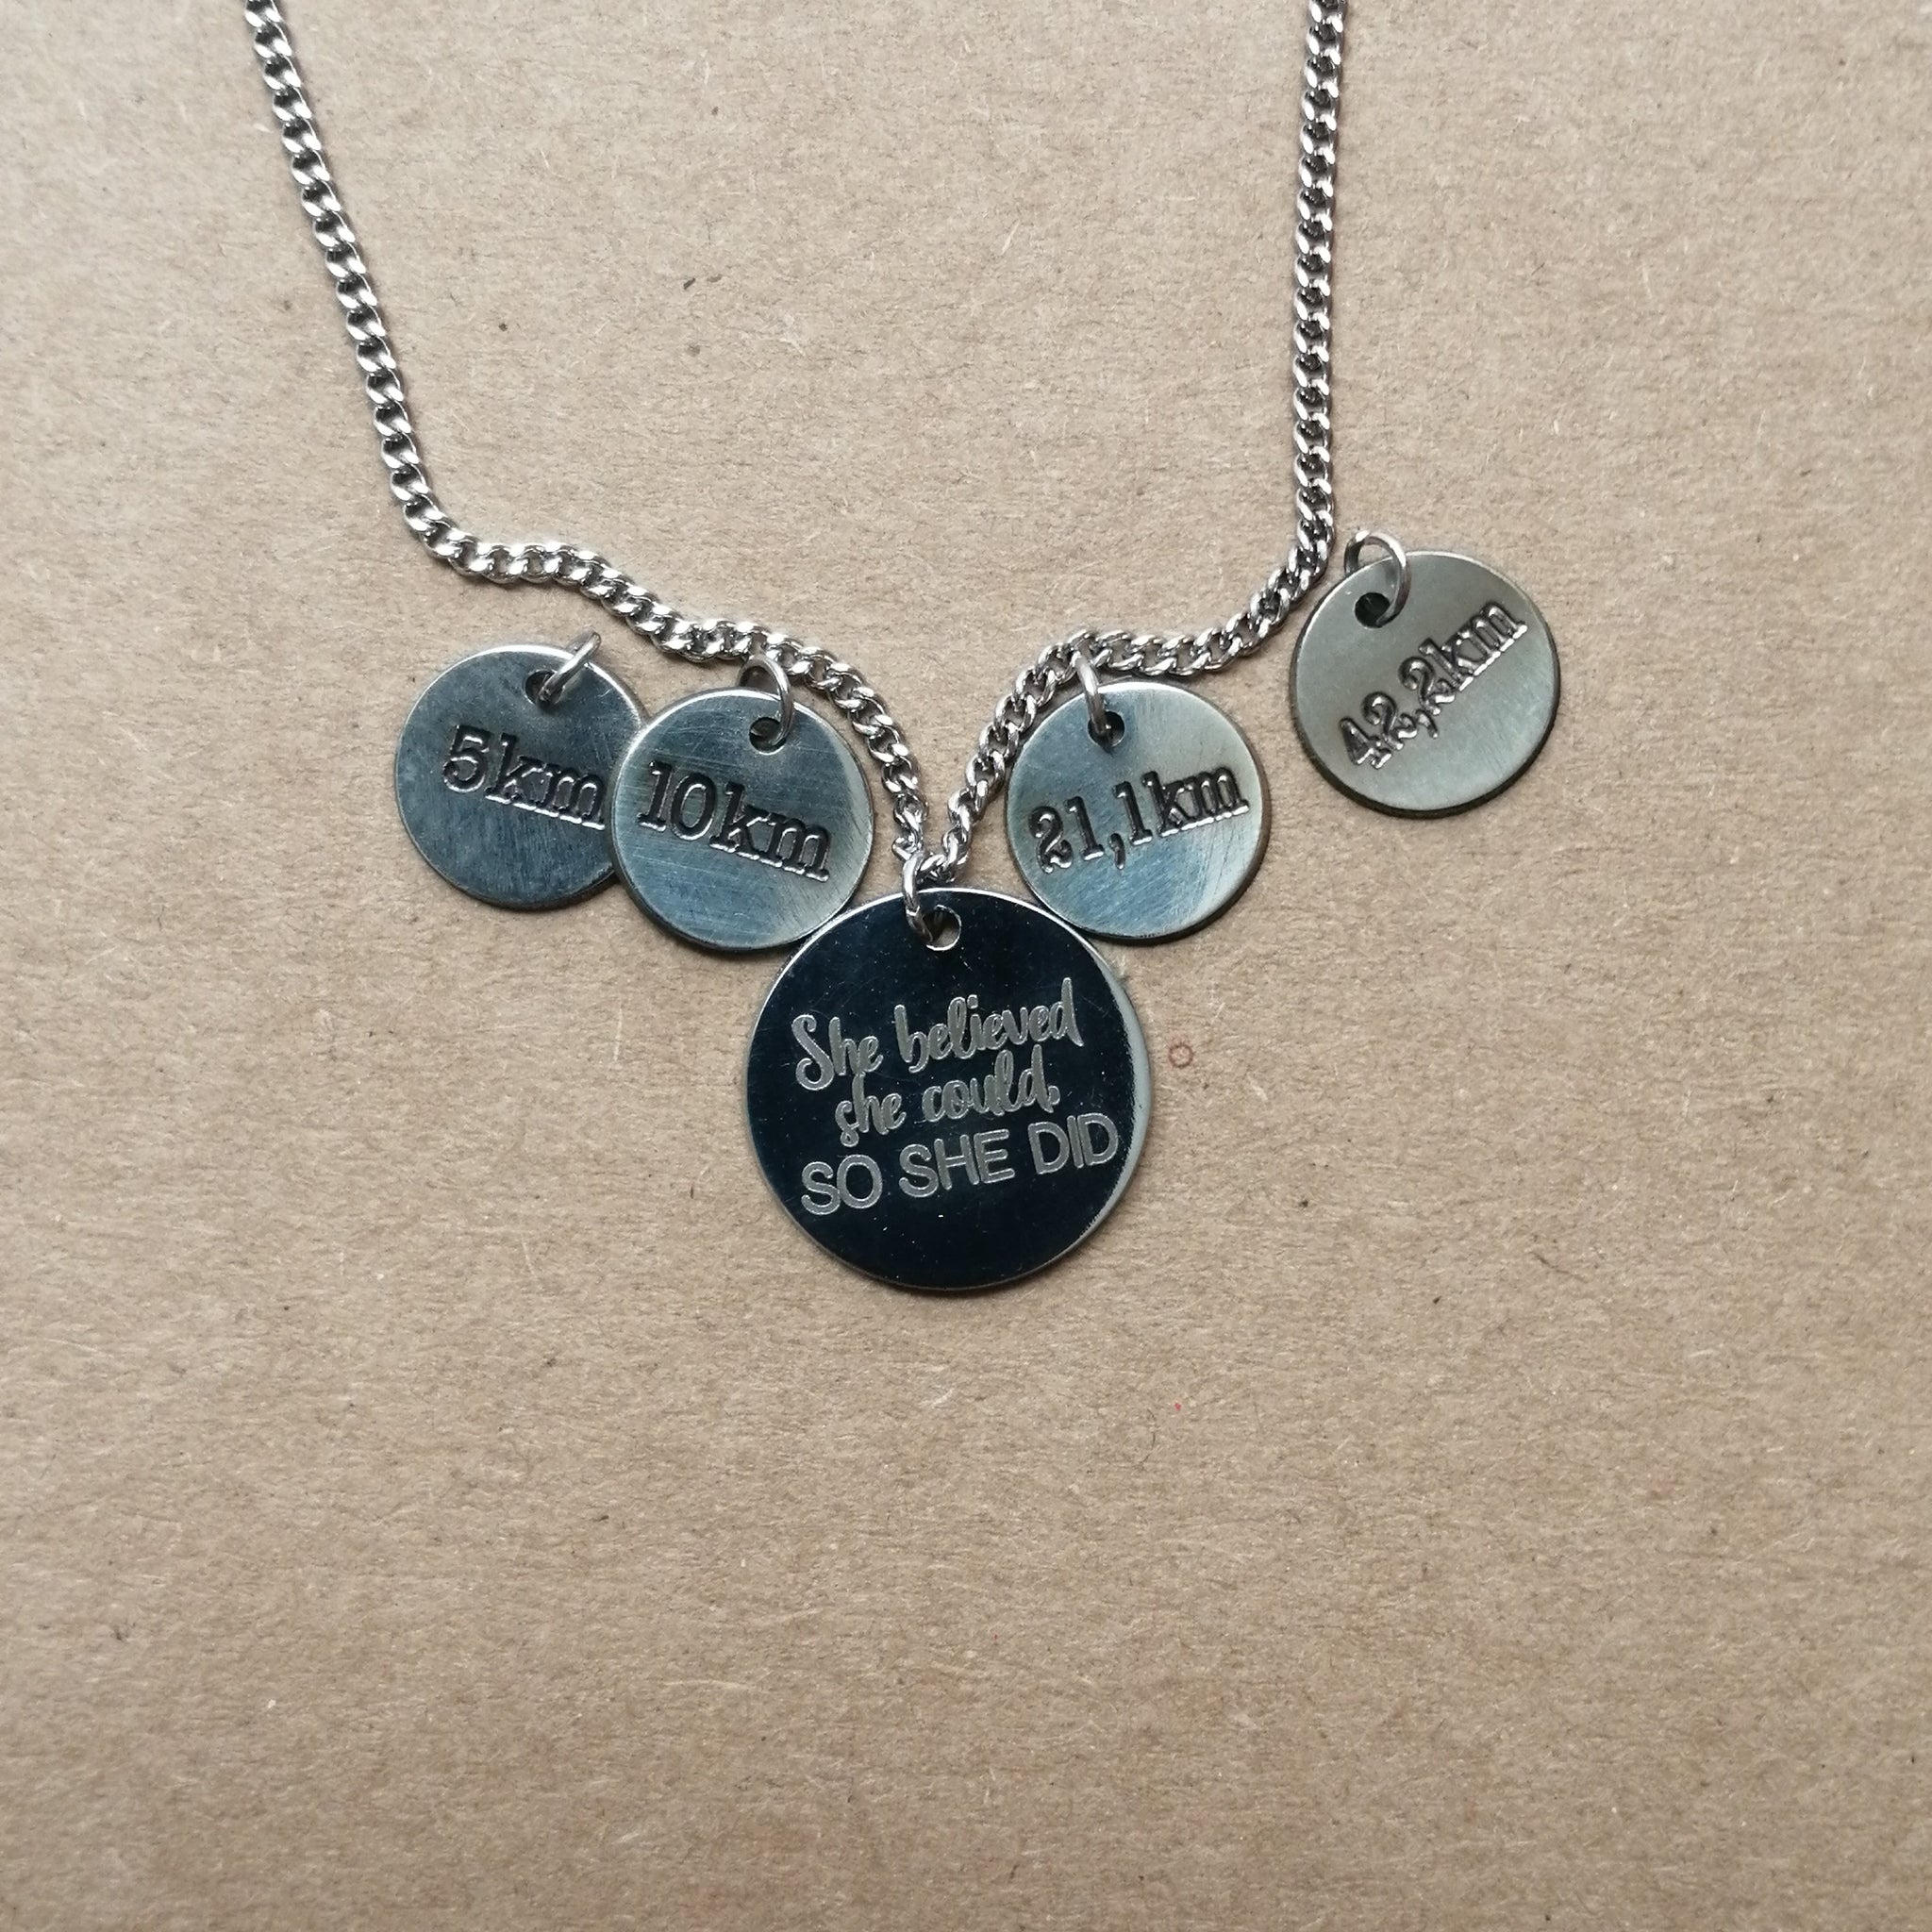 5km
10km
21,1km
42,2km
She believed
she could,
SO SHE DID